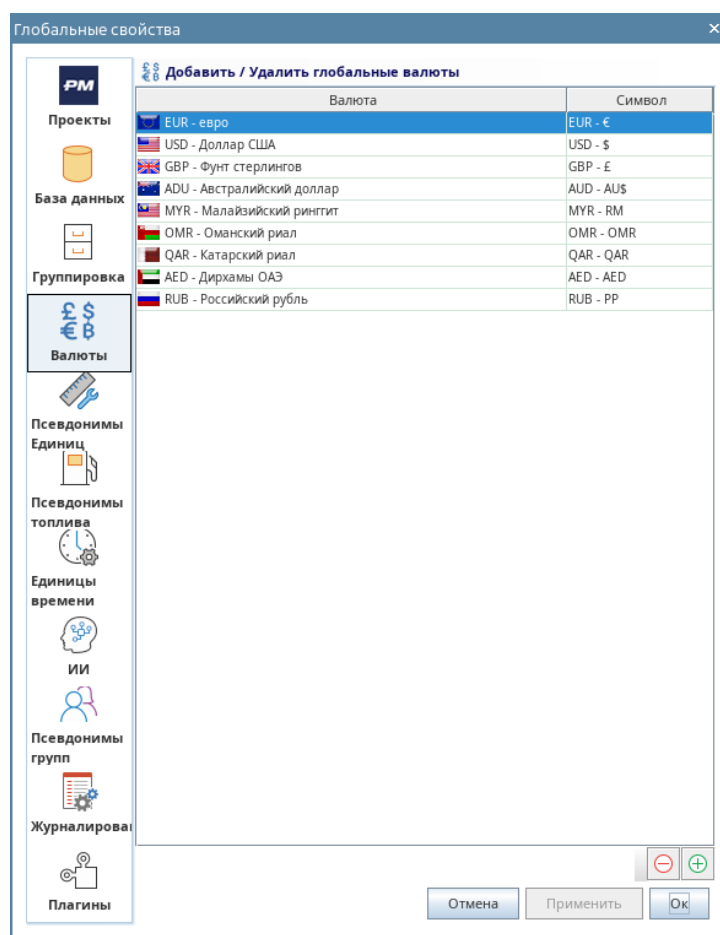 Глобальные свойства
PM
Проекты
База данных
Группировка
£ $
€ ₿
Валюты
Псевдонимы
Единиц
Псевдонимы
топлива
Единицы
времени
ИИ
Псевдонимы
групп
Журналирова
Плагины
Добавить / Удалить глобальные валюты
Валюта Символ
EUR - евро EUR - €
USD - Доллар США USD - $
GBP - Фунт стерлингов GBP - £
ADU - Австралийский доллар AUD - AU$
MYR - Малайзийский ринггит MYR - RM
OMR - Оманский риал OMR - OMR
QAR - Катарский риал QAR - QAR
AED - Дирхамы ОАЭ AED - AED
RUB - Российский рубль RUB - РР
Отмена Применить Ок